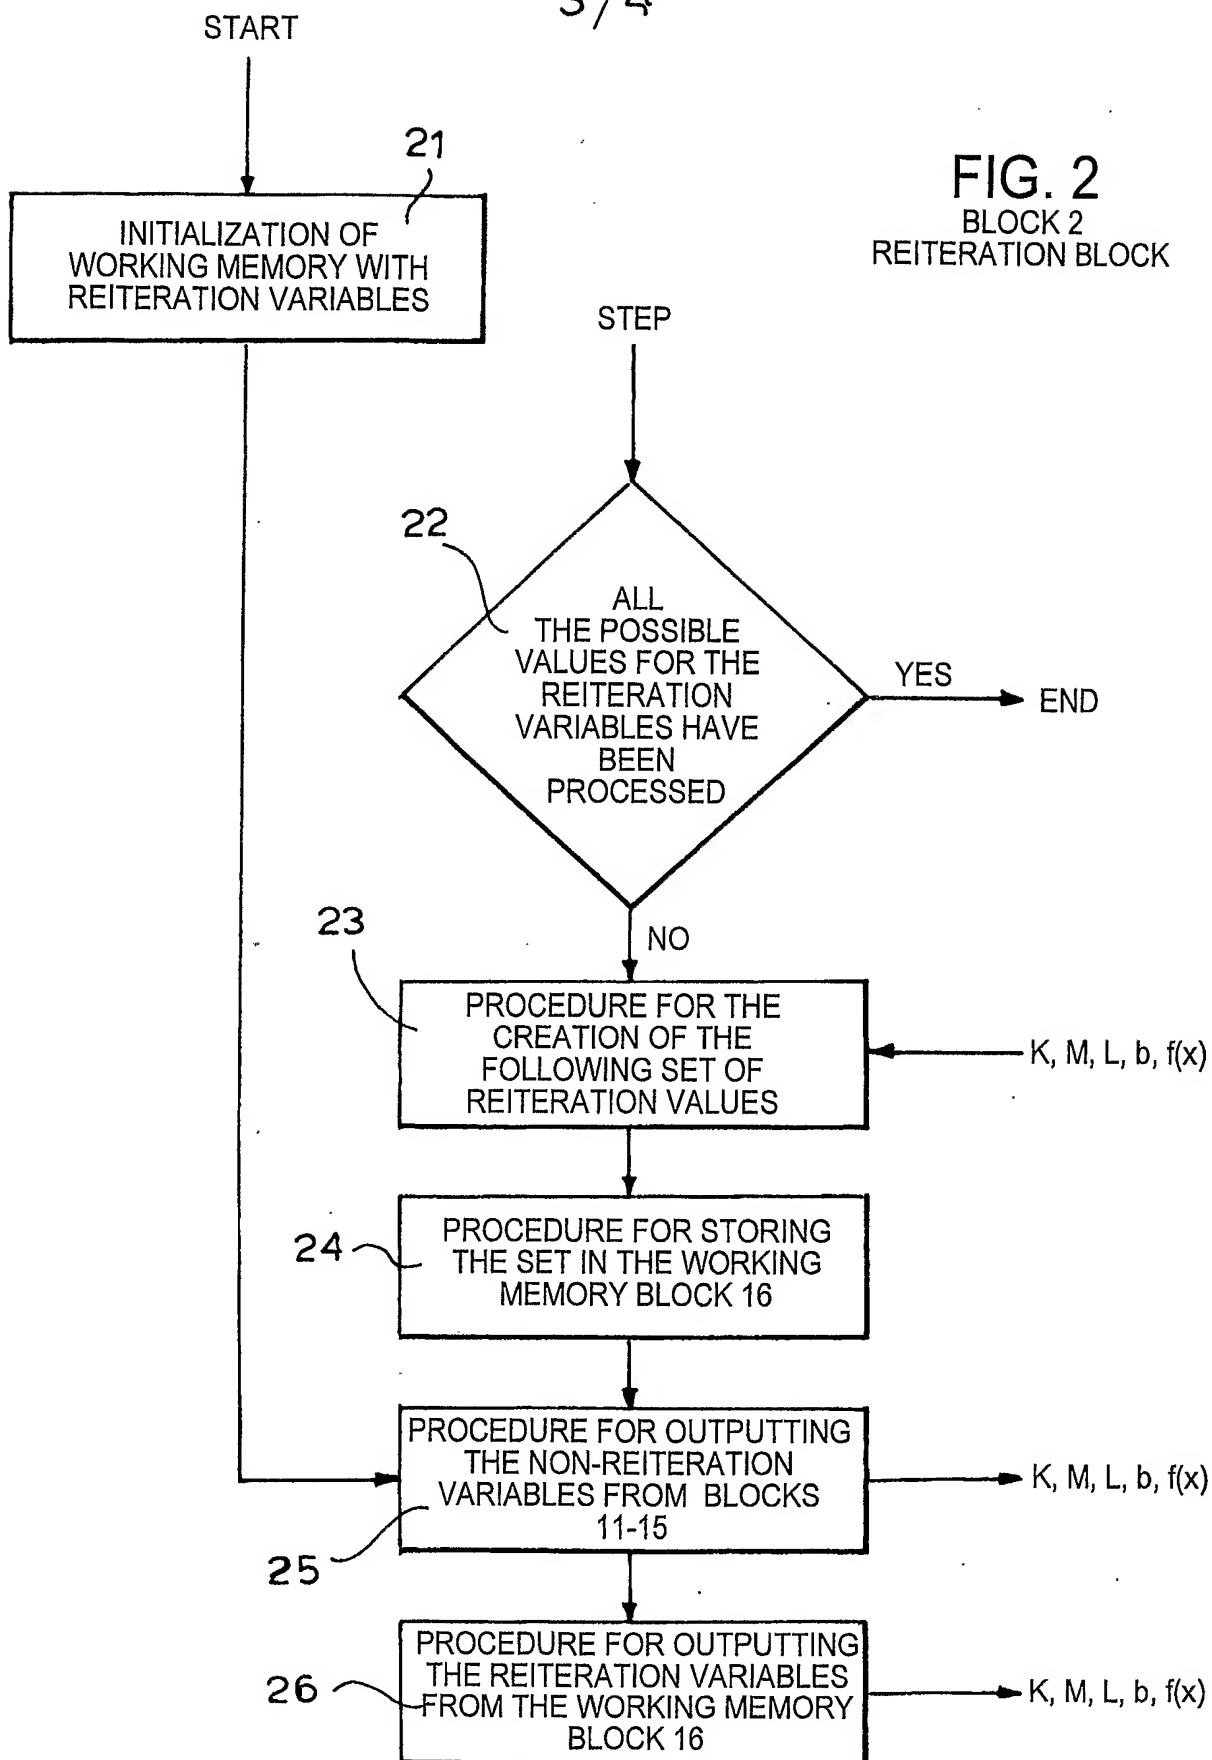 3/4
START
21
FIG. 2
BLOCK 2
REITERATION BLOCK
INITIALIZATION OF
WORKING MEMORY WITH
REITERATION VARIABLES
STEP
22
ALL
THE POSSIBLE
VALUES FOR THE
REITERATION
VARIABLES HAVE
BEEN
PROCESSED
YES
END
23
NO
PROCEDURE FOR THE
CREATION OF THE
FOLLOWING SET OF
REITERATION VALUES
K, M, L, b, f(x)
24
PROCEDURE FOR STORING
THE SET IN THE WORKING
MEMORY BLOCK 16
PROCEDURE FOR OUTPUTTING
THE NON-REITERATION
VARIABLES FROM BLOCKS
11-15
K, M, L, b, f(x)
25
PROCEDURE FOR OUTPUTTING
THE REITERATION VARIABLES
FROM THE WORKING MEMORY
BLOCK 16
26
K, M, L, b, f(x)